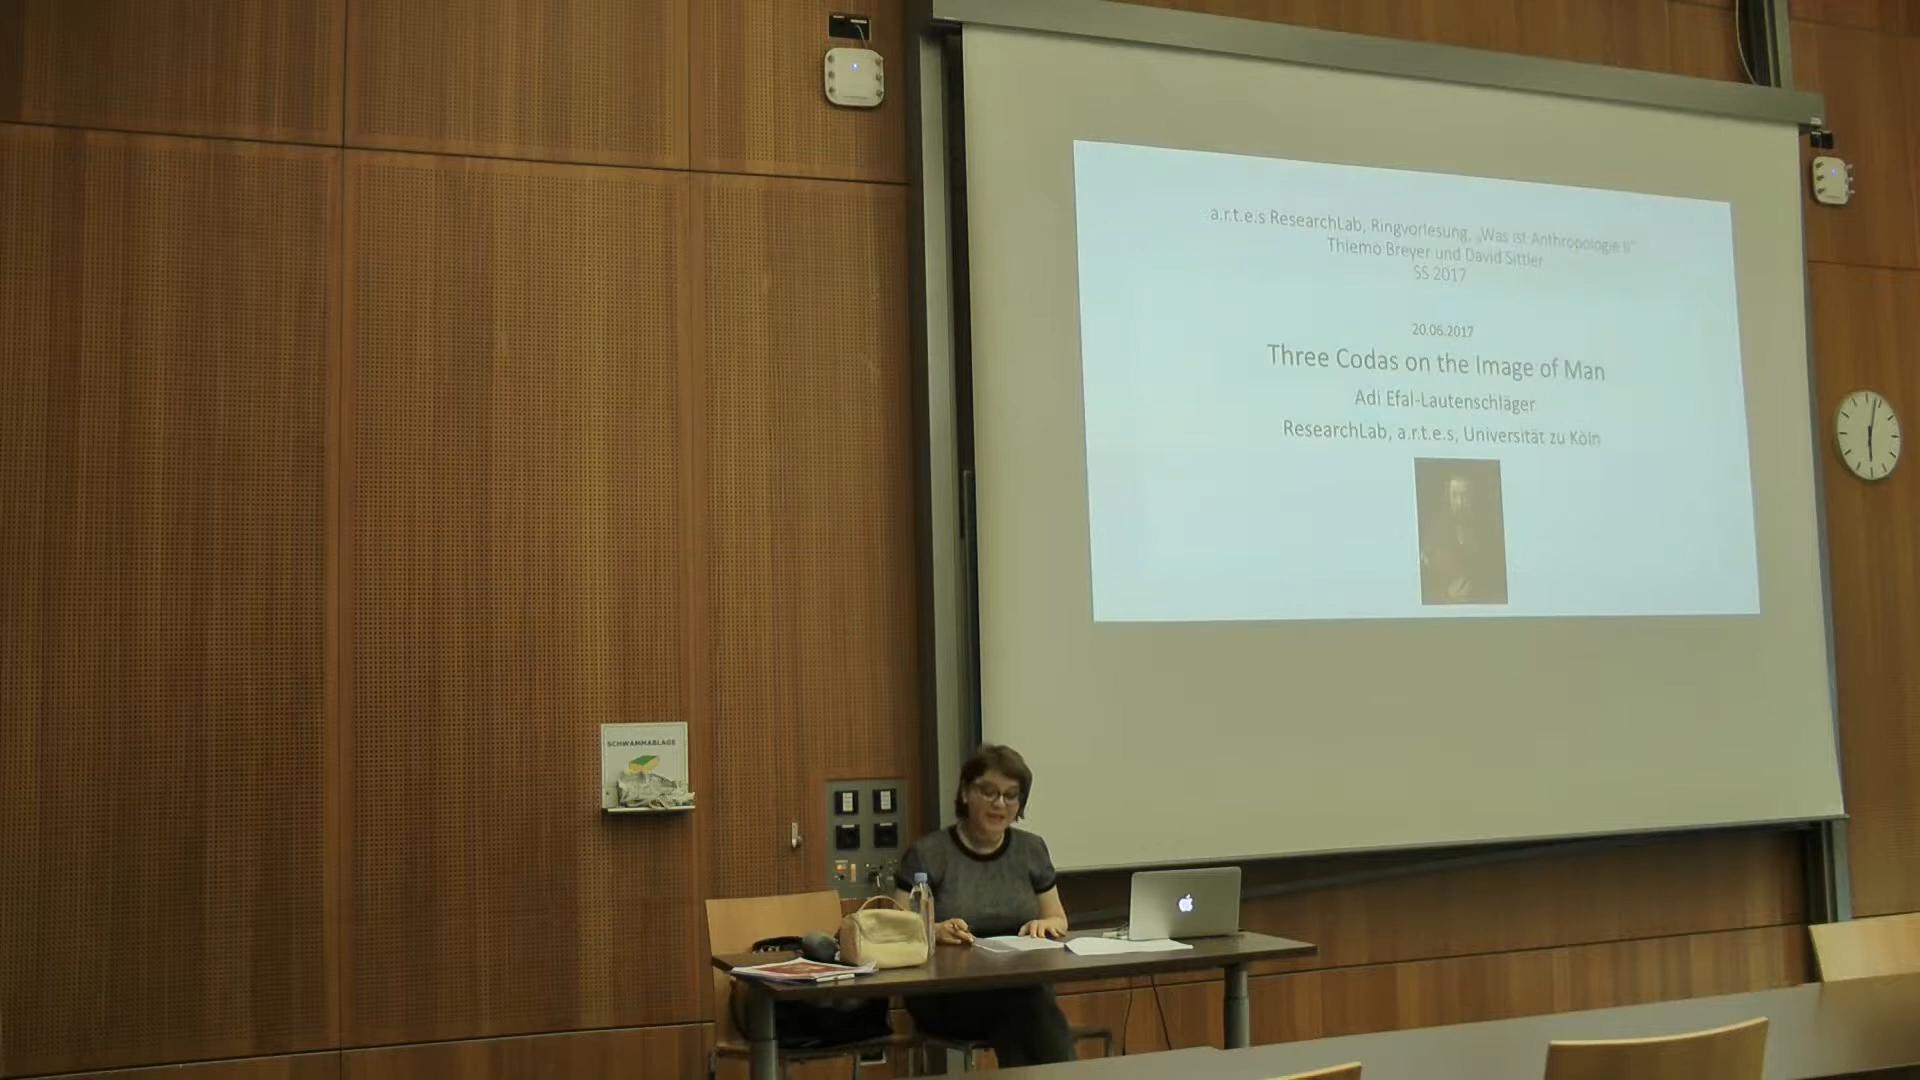 a.r.t.e.s ResearchLab, Ringvorlesung, „Was ist Anthropologie II“
Thiemo Breyer und David Sittler
SS 2017
20.06.2017
Three Codas on the Image of Man
Adi Efal-Lautenschläger
ResearchLab, a.r.t.e.s, Universität zu Köln
SCHWAMMABLAGE